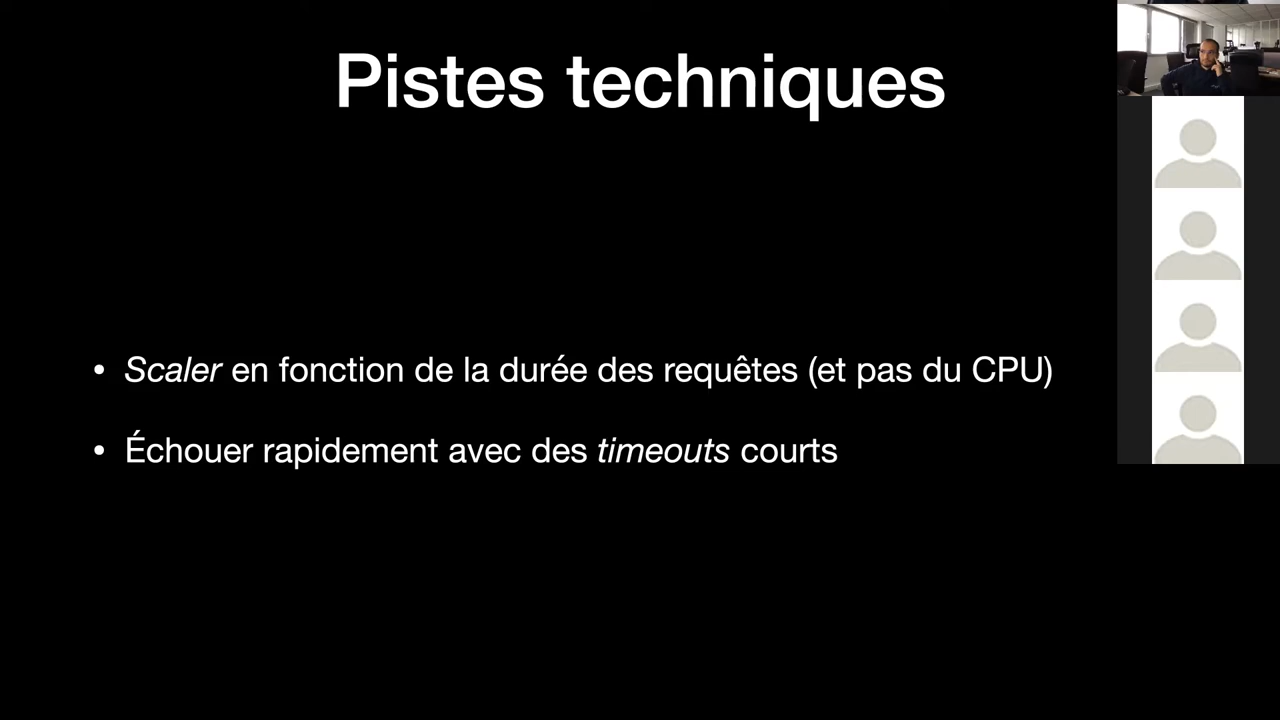 Pistes techniques
• Scaler en fonction de la durée des requêtes (et pas du CPU)
• Échouer rapidement avec des timeouts courts